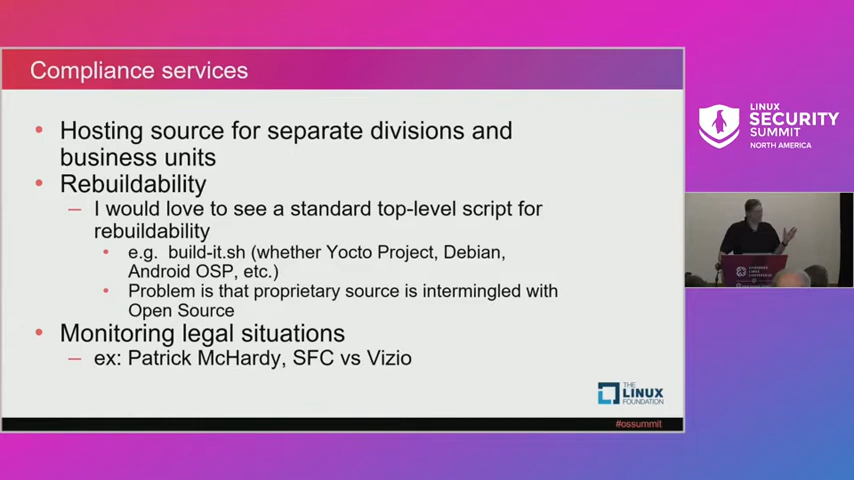 Compliance services
• Hosting source for separate divisions and
business units
• Rebuildability
– I would love to see a standard top-level script for
rebuildability
• e.g. build-it.sh (whether Yocto Project, Debian,
Android OSP, etc.)
• Problem is that proprietary source is intermingled with
Open Source
• Monitoring legal situations
– ex: Patrick McHardy, SFC vs Vizio
THE
LINUX
FOUNDATION
#ossummit
LINUX
SECURITY
SUMMIT
NORTH AMERICA